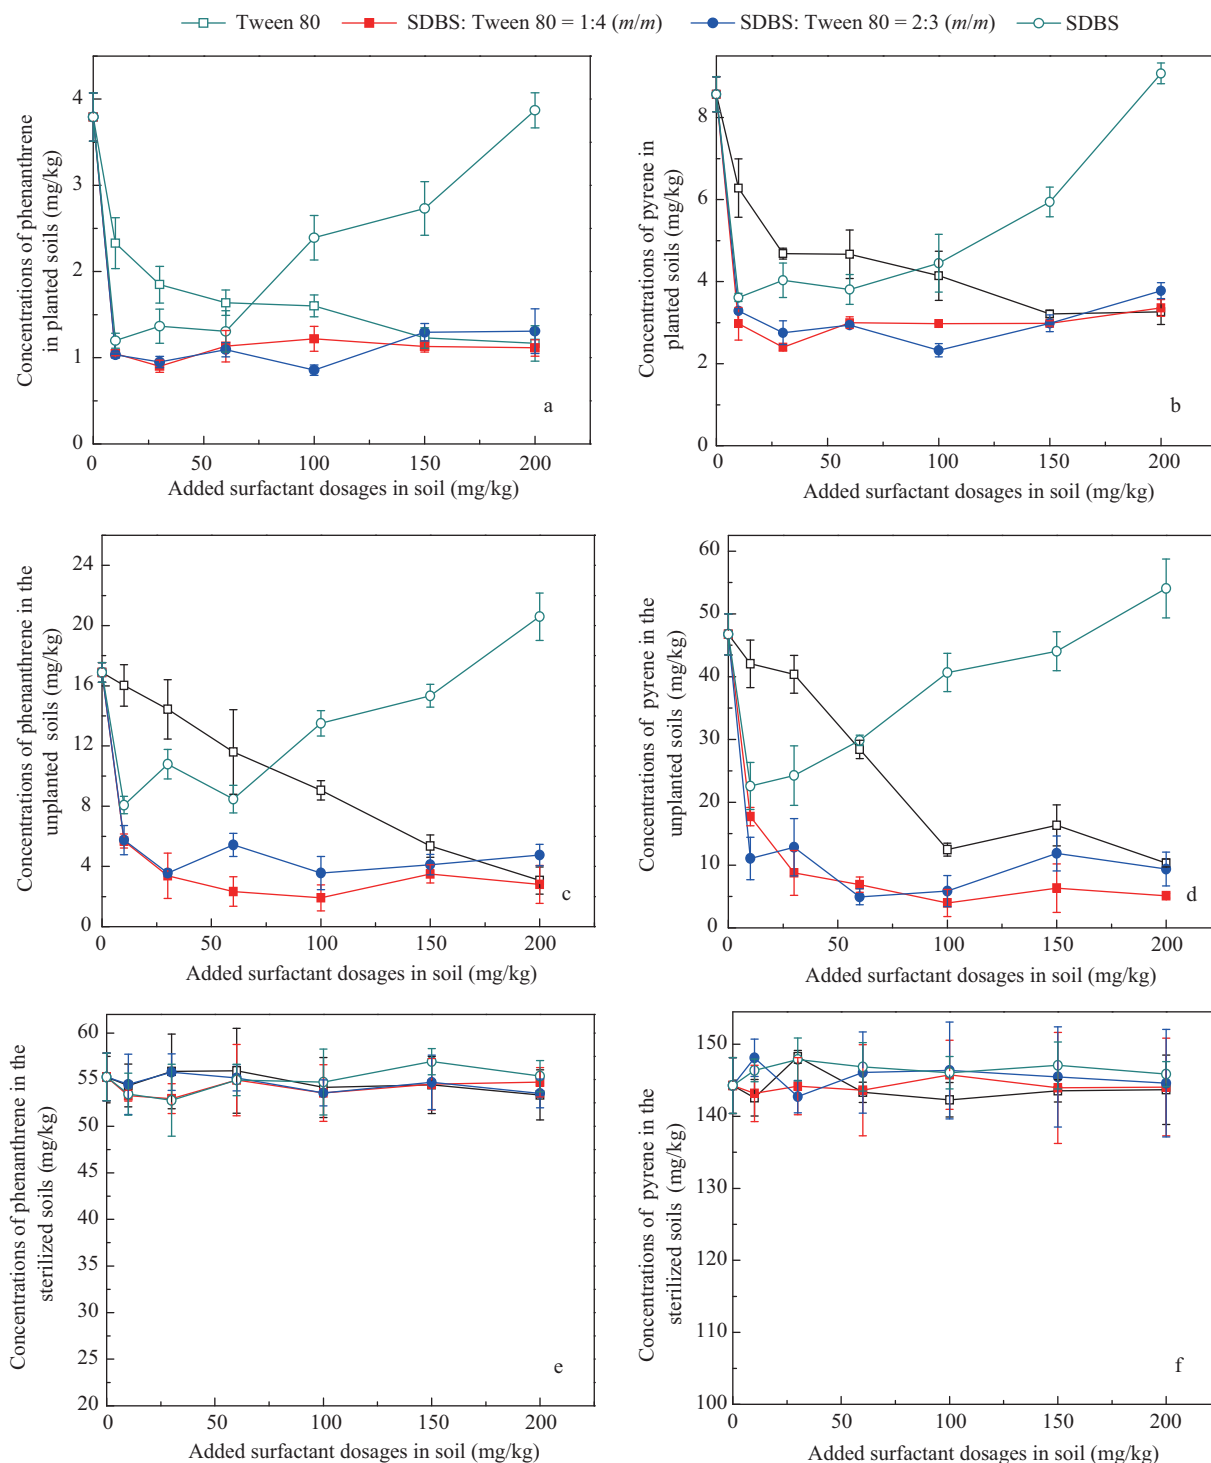 Tween 80 SDBS: Tween 80 = 1:4 (m/m) SDBS: Tween 80 = 2:3 (m/m) SDBS
Concentrations of phenanthrene
in planted soils (mg/kg)
4
3
2
1
0
a
0 50 100 150 200
Added surfactant dosages in soil (mg/kg)
Concentrations of pyrene in
planted soils (mg/kg)
8
6
4
2
0
b
0 50 100 150 200
Added surfactant dosages in soil (mg/kg)
Concentrations of phenanthrene in the
unplanted soils (mg/kg)
24
20
16
12
8
4
0
c
0 50 100 150 200
Added surfactant dosages in soil (mg/kg)
Concentrations of pyrene in the
unplanted soils (mg/kg)
60
50
40
30
20
10
0
d
0 50 100 150 200
Added surfactant dosages in soil (mg/kg)
Concentrations of phenanthrene in the
sterilized soils (mg/kg)
60
55
50
45
40
35
30
25
20
e
0 50 100 150 200
Added surfactant dosages in soil (mg/kg)
Concentrations of pyrene in the
sterilized soils (mg/kg)
150
140
130
120
110
100
f
0 50 100 150 200
Added surfactant dosages in soil (mg/kg)